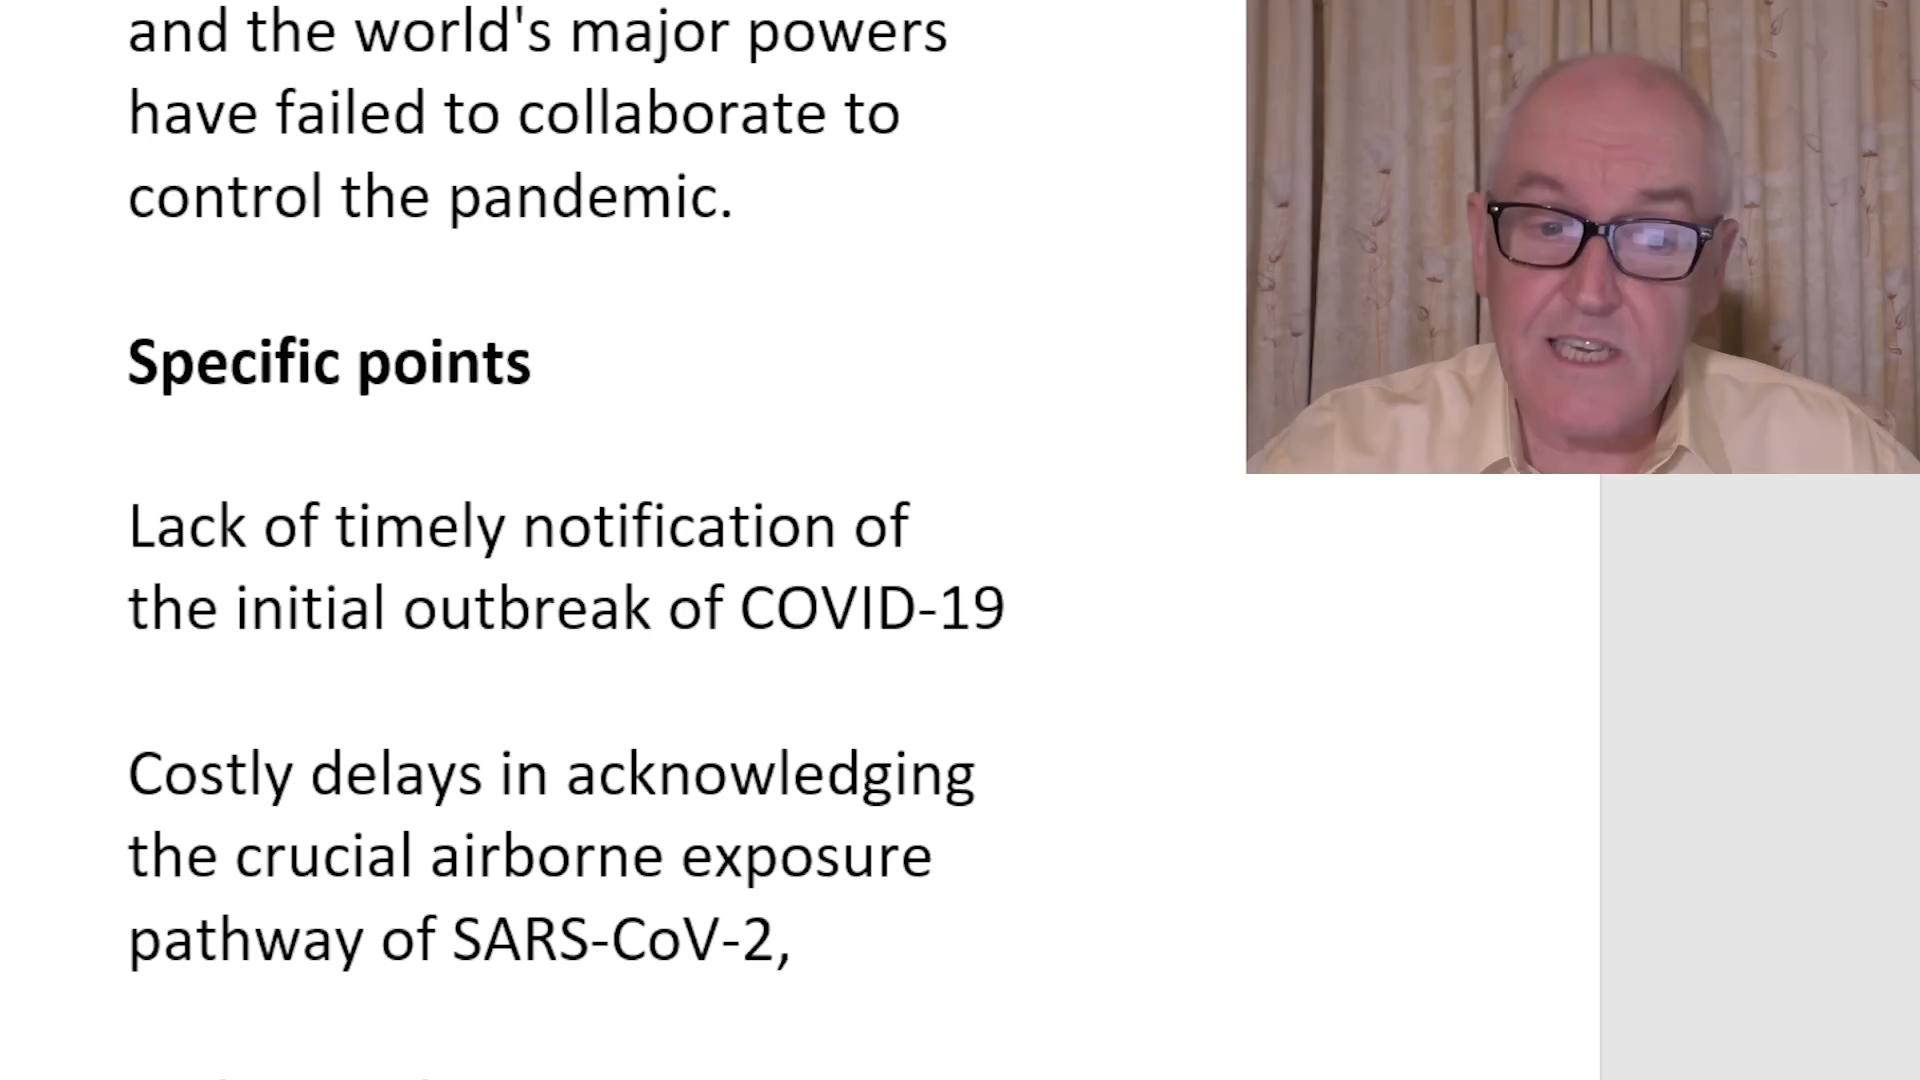 and the world's major powers
have failed to collaborate to
control the pandemic.
Specific points
Lack of timely notification of
the initial outbreak of COVID-19
Costly delays in acknowledging
the crucial airborne exposure
pathway of SARS-CoV-2,